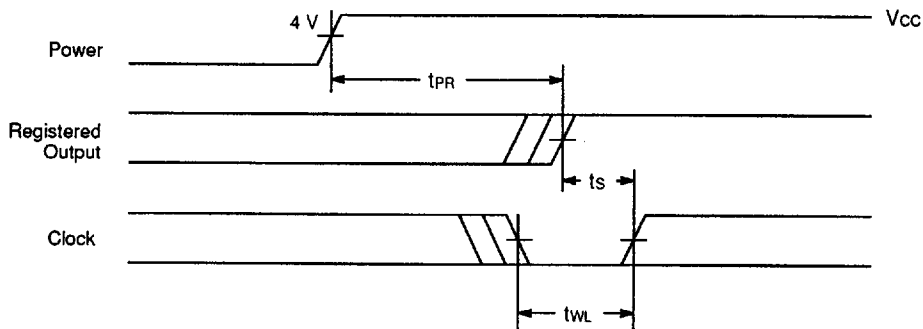 4 V
VCC
Power
tPR
Registered
Output
tS
Clock
tWL